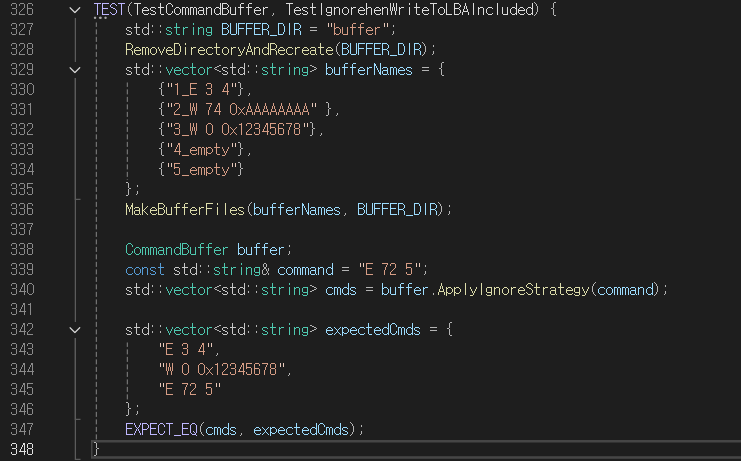 326 TEST(TestCommandBuffer, TestIgnorehenWriteToLBAIncluded) {
327 std::string BUFFER_DIR = "buffer";
328 RemoveDirectoryAndRecreate(BUFFER_DIR);
329 std::vector<std::string> bufferNames = {
330 {"1_E 3 4"},
331 {"2_W 74 0xAAAAAAAA" },
332 {"3_W 0 0x12345678"},
333 {"4_empty"},
334 {"5_empty"}
335 };
336 MakeBufferFiles(bufferNames, BUFFER_DIR);
337
338 CommandBuffer buffer;
339 const std::string& command = "E 72 5";
340 std::vector<std::string> cmds = buffer.ApplyIgnoreStrategy(command);
341
342 std::vector<std::string> expectedCmds = {
343 "E 3 4",
344 "W 0 0x12345678",
345 "E 72 5"
346 };
347 EXPECT_EQ(cmds, expectedCmds);
348 }